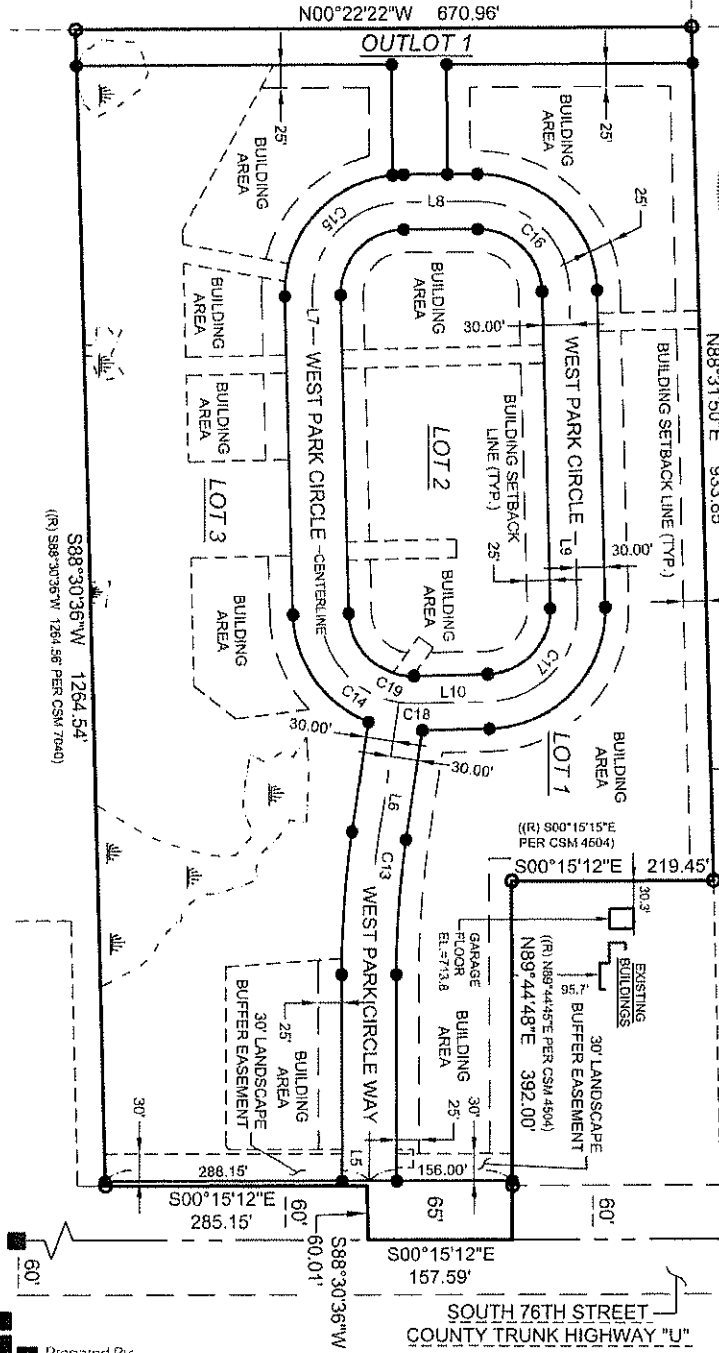 N00°22'22"W 670.96'
OUTLOT 1
25'
25'
BUILDING
AREA
BUILDING
AREA
L8
C15
C16
25'
BUILDING
AREA
BUILDING
AREA
30.00'
L7
WEST PARK CIRCLE
CENTERLINE
WEST PARK CIRCLE
BUILDING SETBACK LINE (TYP.)
N88°31'50"E 933.85'
BUILDING
AREA
LOT 2
BUILDING SETBACK
LINE (TYP.)
LOT 3
25'
L9
30.00'
S88°30'36"W 1264.54'
((R) S88°30'36"W 1264.56' PER CSM 7040)
BUILDING
AREA
BUILDING
AREA
C14
C19
L10
C17
C18
30.00'
30.00'
LOT 1
BUILDING
AREA
L6
C13
((R) S00°15'15"E
PER CSM 4504)
S00°15'12"E 219.45'
30.3'
EXISTING
BUILDINGS
GARAGE
FLOOR
EL.=713.8
95.7'
N89°44'48"E 392.00'
((R) N89°44'45"E PER CSM 4504)
30' LANDSCAPE
BUFFER EASEMENT
WEST PARK CIRCLE WAY
BUILDING
AREA
25'
25'
BUILDING
AREA
30' LANDSCAPE
BUFFER EASEMENT
30'
30'
L5
288.15'
156.00'
S00°15'12"E
285.15'
60'
65'
60'
S88°30'36"W
60.01'
S00°15'12"E
157.59'
60'
SOUTH 76TH STREET
COUNTY TRUNK HIGHWAY "U"
Prepared By: